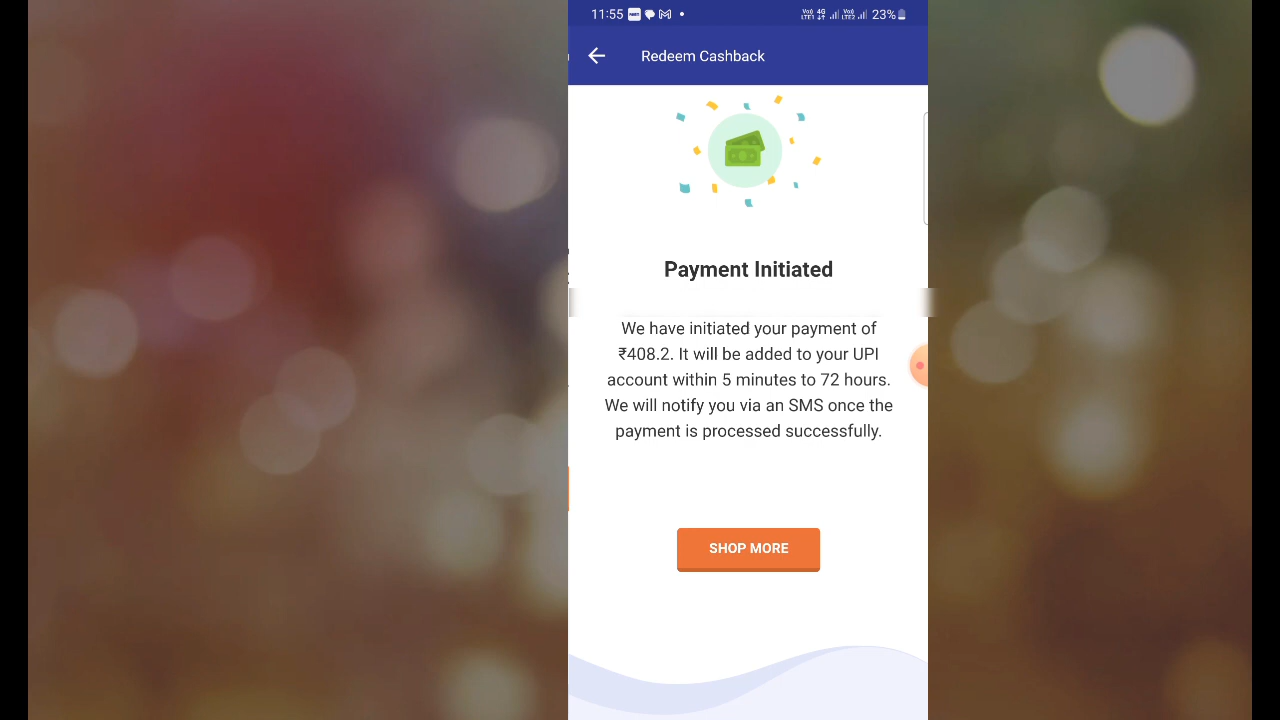 11:55 23%
Redeem Cashback
Payment Initiated
We have initiated your payment of
₹408.2. It will be added to your UPI
account within 5 minutes to 72 hours.
We will notify you via an SMS once the
payment is processed successfully.
SHOP MORE